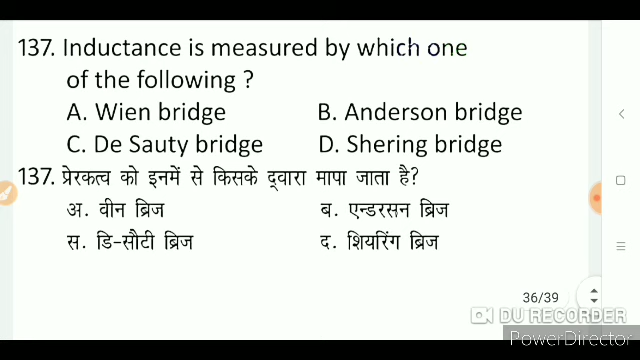 137. Inductance is measured by which one
of the following ?
A. Wien bridge B. Anderson bridge
C. De Sauty bridge D. Shering bridge
137. प्रेरकत्व को इनमें से किसके द्वारा मापा जाता है?
अ. वीन ब्रिज ब. एन्डरसन ब्रिज
स. डि-सौटी ब्रिज द. शियरिंग ब्रिज
36/39
DU RECORDER
PowerDirector